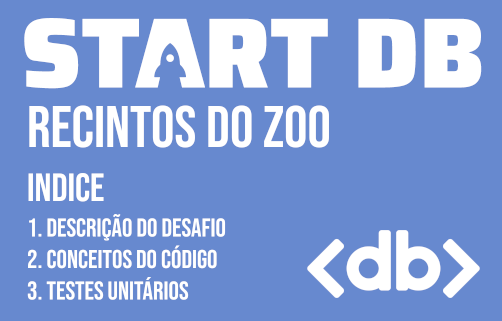 START DB
RECINTOS DO ZOO
INDICE
1. DESCRIÇÃO DO DESAFIO
2. CONCEITOS DO CÓDIGO
3. TESTES UNITÁRIOS
<db>